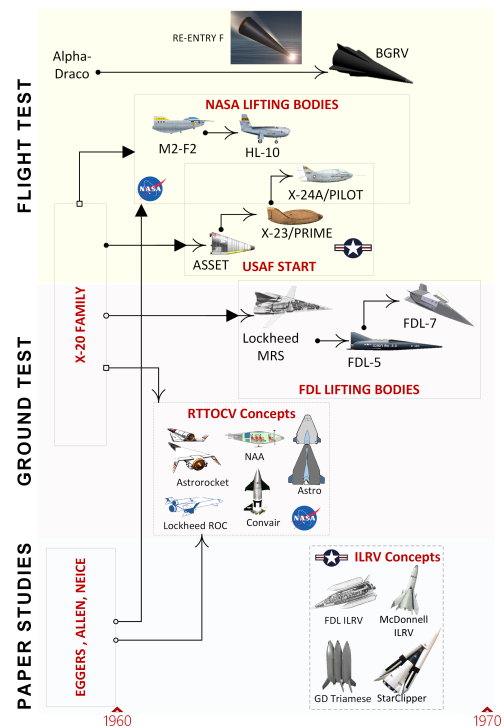 FLIGHT TEST
GROUND TEST
PAPER STUDIES
RE-ENTRY F
Alpha-
Draco
BGRV
NASA LIFTING BODIES
M2-F2
HL-10
NASA
X-24A/PILOT
X-23/PRIME
ASSET
USAF START
X-20 FAMILY
Lockheed
MRS
FDL-7
FDL-5
FDL LIFTING BODIES
RTTOCV Concepts
Astrorocket
NAA
Astro
Lockheed ROC
Convair
NASA
EGGERS , ALLEN, NEICE
ILRV Concepts
FDL ILRV
McDonnell
ILRV
GD Triamese
StarClipper
1960
1970